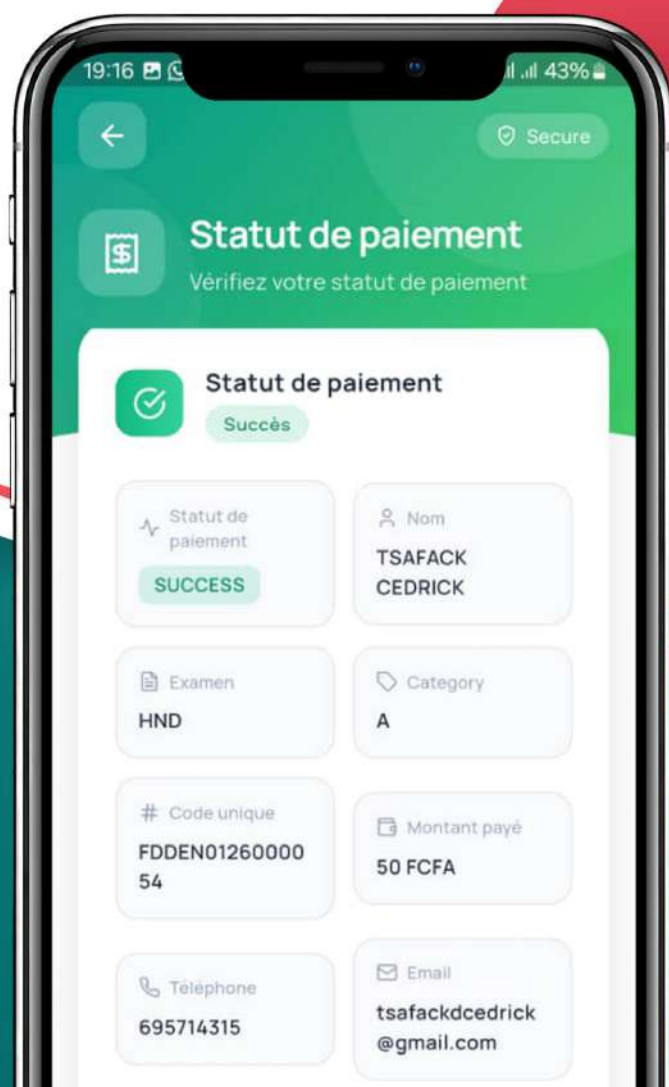 19:16
43%
Secure
Statut de paiement
Vérifiez votre statut de paiement
Statut de paiement
Succès
Statut de
paiement
SUCCESS
Nom
TSAFACK
CEDRICK
Examen
HND
Category
A
# Code unique
FDDEN01260000
54
Montant payé
50 FCFA
Téléphone
695714315
Email
tsafackdcedrick
@gmail.com